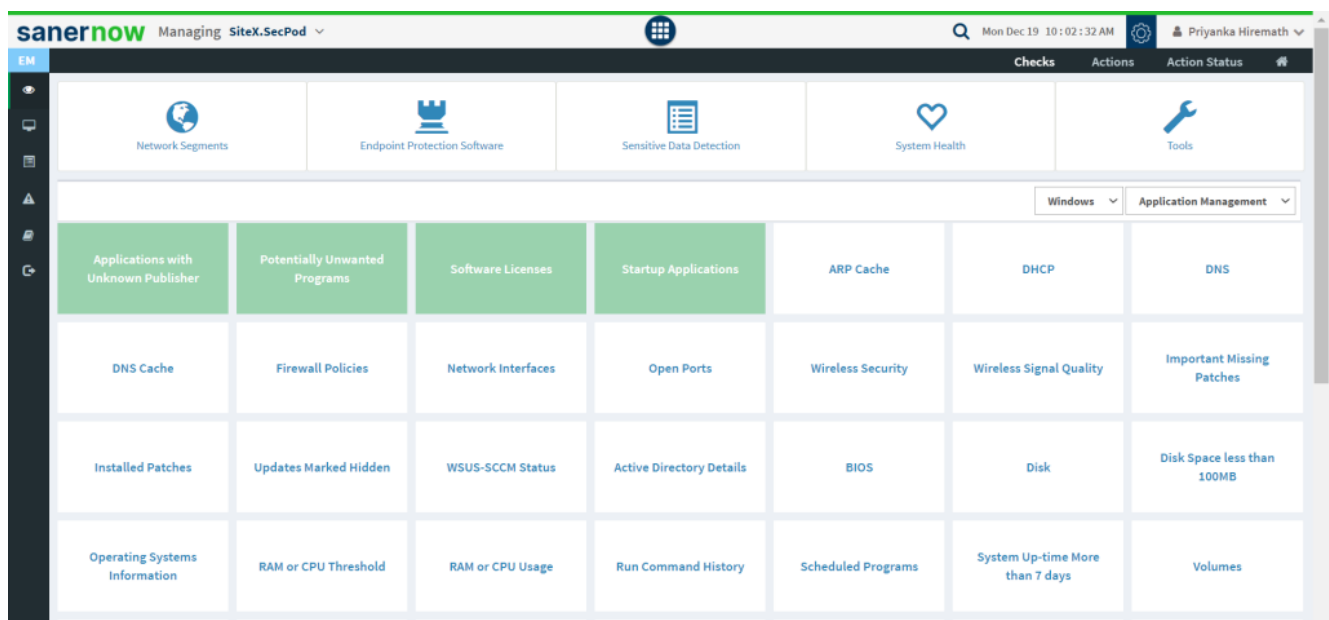 sanernow Managing SiteX.SecPod Mon Dec 19 10:02:32 AM Priyanka Hiremath
EM Checks Actions Action Status
Network Segments Endpoint Protection Software Sensitive Data Detection System Health Tools
Windows Application Management
Applications with
Unknown Publisher
Potentially Unwanted
Programs
Software Licenses
Startup Applications
ARP Cache
DHCP
DNS
DNS Cache
Firewall Policies
Network Interfaces
Open Ports
Wireless Security
Wireless Signal Quality
Important Missing
Patches
Installed Patches
Updates Marked Hidden
WSUS-SCCM Status
Active Directory Details
BIOS
Disk
Disk Space less than
100MB
Operating Systems
Information
RAM or CPU Threshold
RAM or CPU Usage
Run Command History
Scheduled Programs
System Up-time More
than 7 days
Volumes